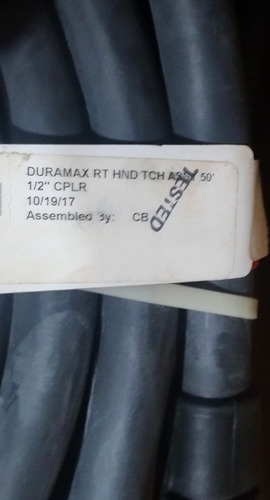 DURAMAX RT HND TCH 50'
1/2" CPLR
10/19/17
Assembled By: CB
TESTED